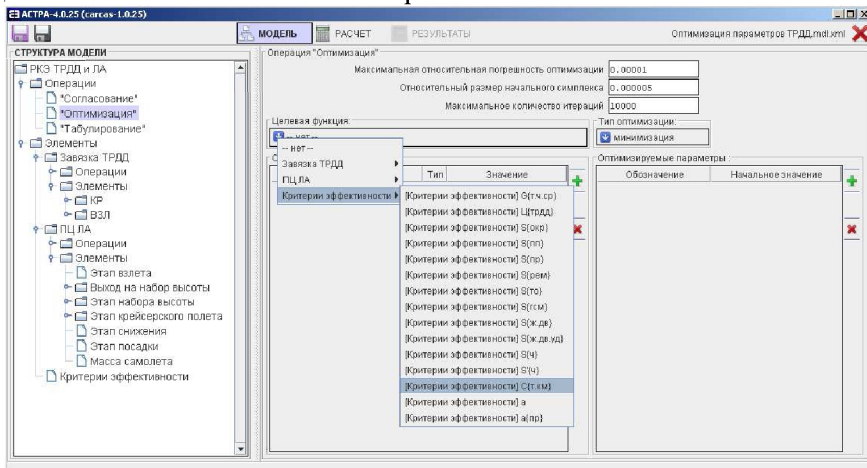 АСТРА-4.0.25 (carcas-1.0.25)
МОДЕЛЬ РАСЧЕТ РЕЗУЛЬТАТЫ Оптимизация параметров ТРДД.mdl.xml
СТРУКТУРА МОДЕЛИ
РКЭ ТРДД и ЛА
Операции
"Согласование"
"Оптимизация"
"Табулирование"
Элементы
Завязка ТРДД
Операции
Элементы
КР
ВЗЛ
ПЦ ЛА
Операции
Элементы
Этап взлета
Выход на набор высоты
Этап набора высоты
Этап крейсерского полета
Этап снижения
Этап посадки
Масса самолета
Критерии эффективности
Операция "Оптимизация"
Максимальная относительная погрешность оптимизации 0.00001
Относительный размер начального симплекса 0.000005
Максимальное количество итераций 10000
Целевая функция:
-- нет --
-- нет --
Завязка ТРДД
ПЦ ЛА
Критерии эффективности
Тип оптимизации:
минимизация
Тип Значение
[Критерии эффективности] G{т.ч.ср}
[Критерии эффективности] Ц{трдд}
[Критерии эффективности] S{окр}
[Критерии эффективности] S{пп}
[Критерии эффективности] S{пр}
[Критерии эффективности] S{рем}
[Критерии эффективности] S{то}
[Критерии эффективности] S{гсм}
[Критерии эффективности] S{ж.дв}
[Критерии эффективности] S{ж.дв.уд}
[Критерии эффективности] S{ч}
[Критерии эффективности] S'{ч}
[Критерии эффективности] C{т.км}
[Критерии эффективности] a
[Критерии эффективности] a{пр}
Оптимизируемые параметры :
Обозначение Начальное значение